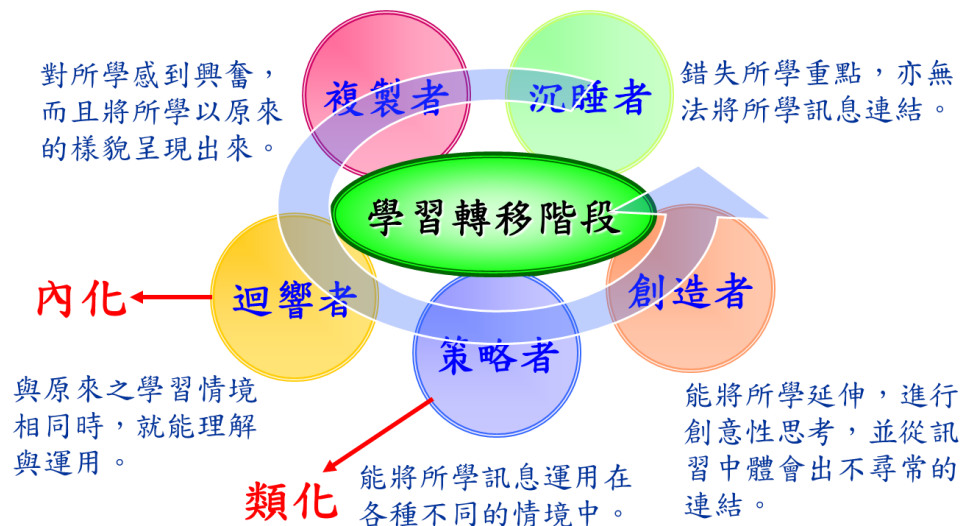 學習轉移階段
沉睡者
錯失所學重點，亦無
法將所學訊息連結。
複製者
對所學感到興奮，
而且將所學以原來
的樣貌呈現出來。
迴響者
內化
與原來之學習情境
相同時，就能理解
與運用。
策略者
類化
能將所學訊息運用在
各種不同的情境中。
創造者
能將所學延伸，進行
創意性思考，並從訊
習中體會出不尋常的
連結。